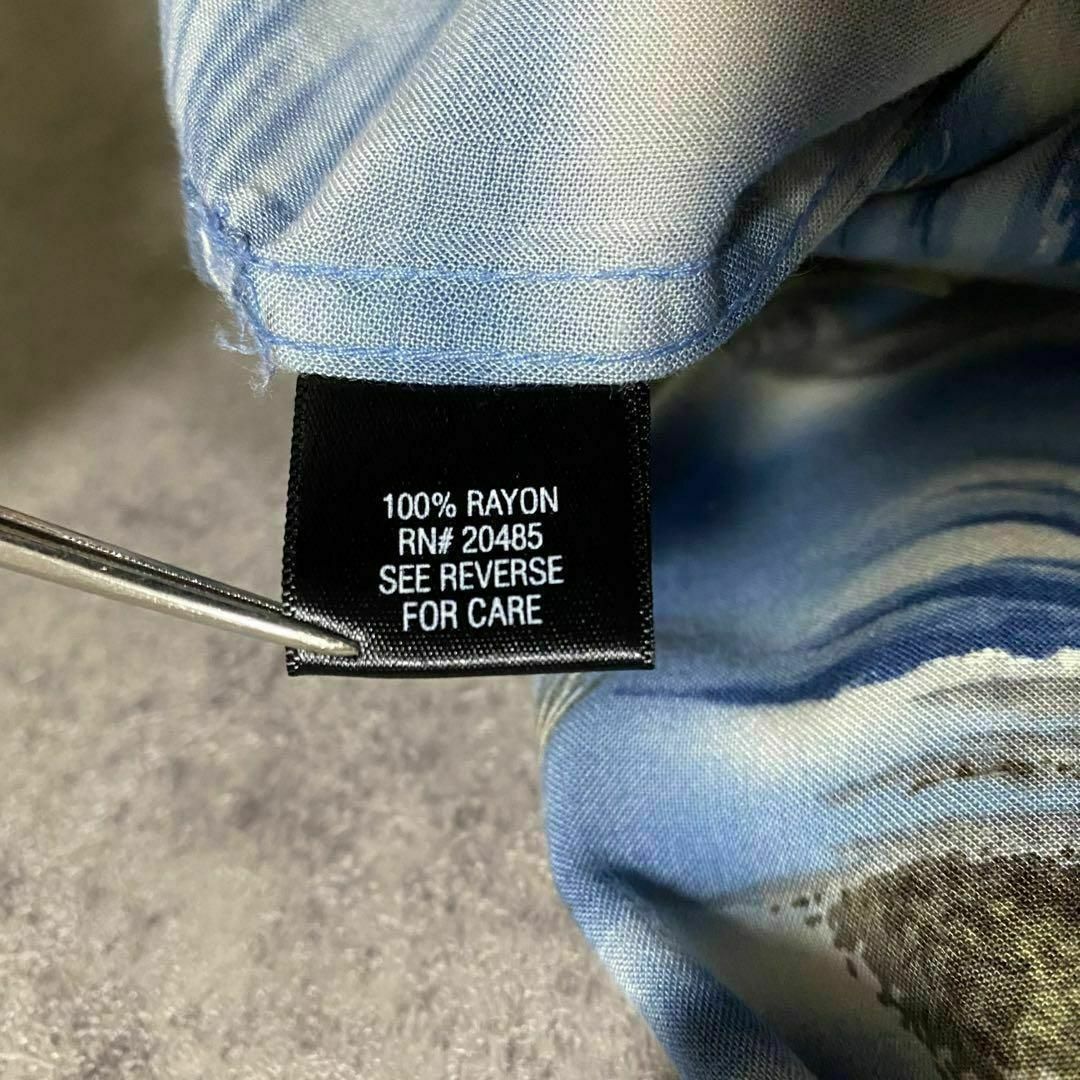 100% RAYON
RN# 20485
SEE REVERSE
FOR CARE